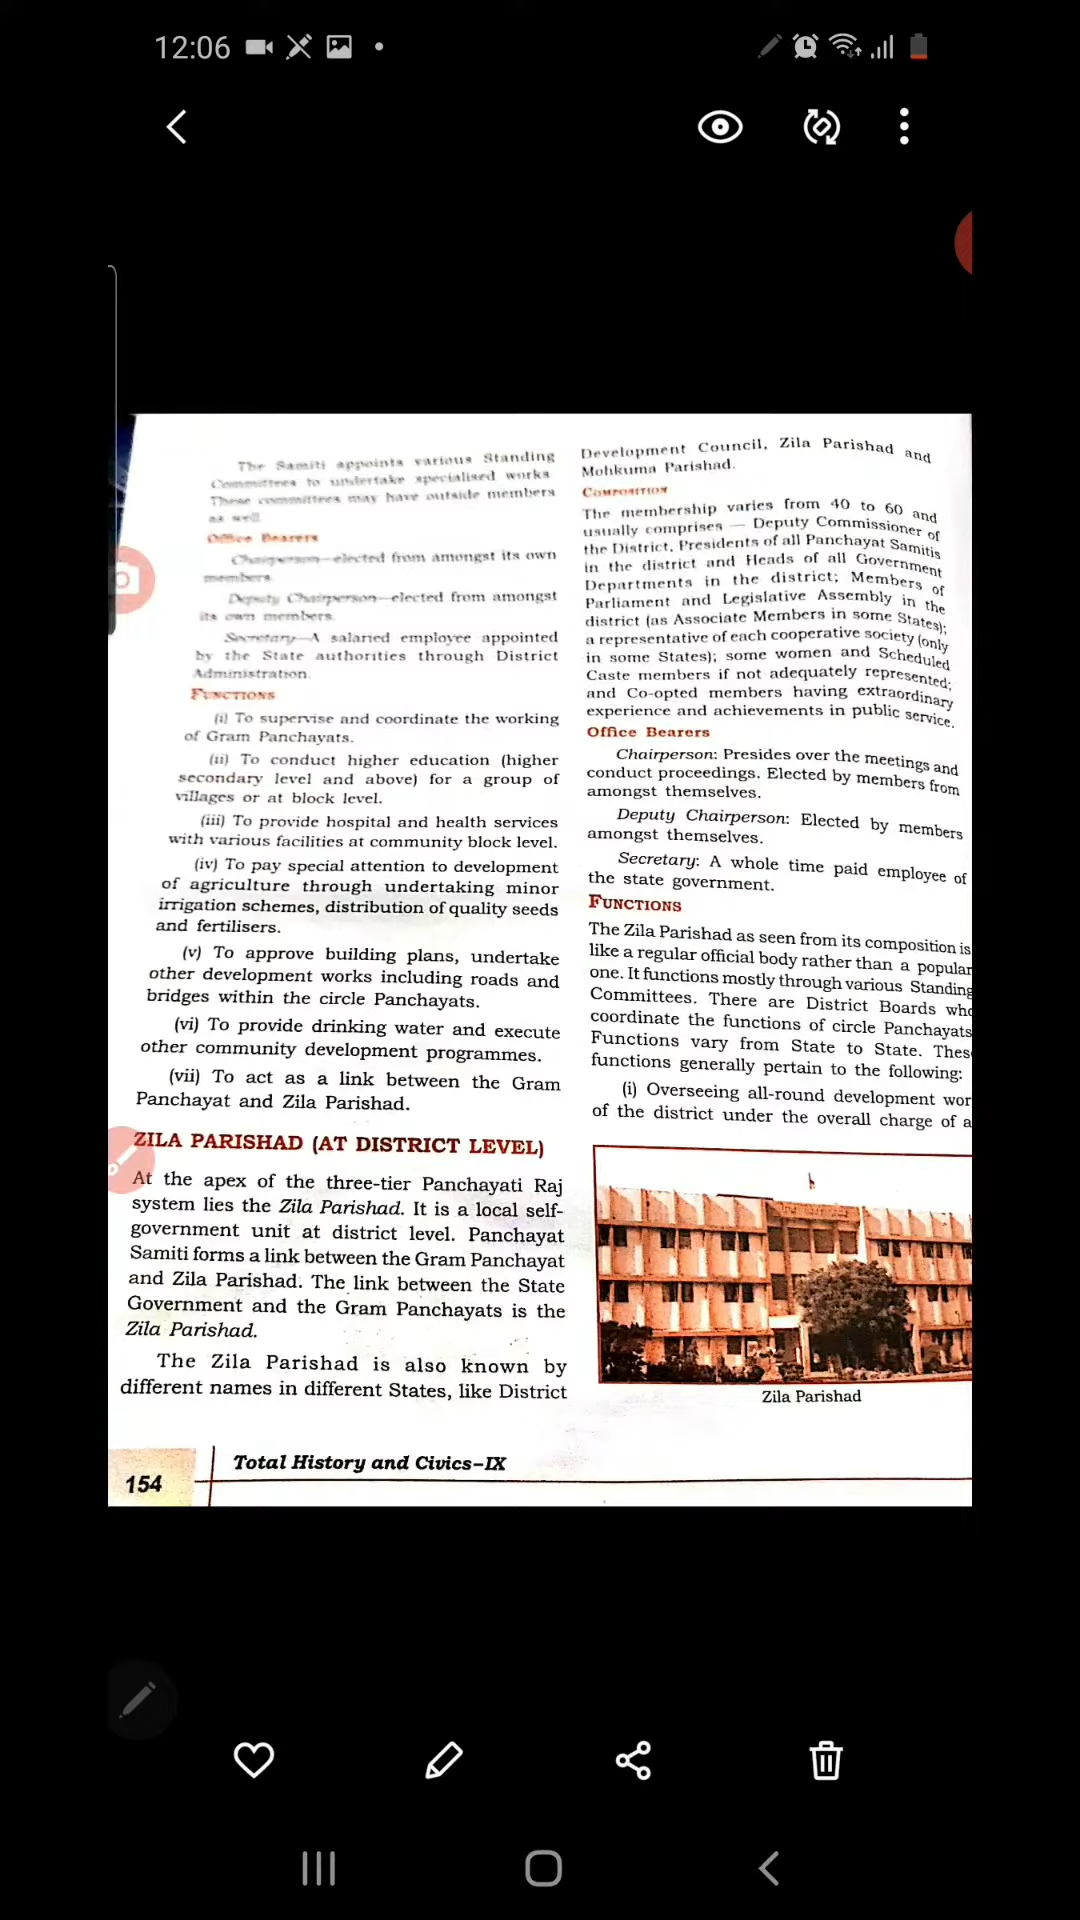 12:06
The Samiti appoints various Standing
Committees to undertake specialised works.
These committees may have outside members
as well.
Office Bearers
Chairperson—elected from amongst its own
members.
Deputy Chairperson—elected from amongst
its own members.
Secretary—A salaried employee appointed
by the State authorities through District
Administration.
FUNCTIONS
(i) To supervise and coordinate the working
of Gram Panchayats.
(ii) To conduct higher education (higher
secondary level and above) for a group of
villages or at block level.
(iii) To provide hospital and health services
with various facilities at community block level.
(iv) To pay special attention to development
of agriculture through undertaking minor
irrigation schemes, distribution of quality seeds
and fertilisers.
(v) To approve building plans, undertake
other development works including roads and
bridges within the circle Panchayats.
(vi) To provide drinking water and execute
other community development programmes.
(vii) To act as a link between the Gram
Panchayat and Zila Parishad.
ZILA PARISHAD (AT DISTRICT LEVEL)
At the apex of the three-tier Panchayati Raj
system lies the Zila Parishad. It is a local self-
government unit at district level. Panchayat
Samiti forms a link between the Gram Panchayat
and Zila Parishad. The link between the State
Government and the Gram Panchayats is the
Zila Parishad.
The Zila Parishad is also known by
different names in different States, like District
Development Council, Zila Parishad and
Mohkuma Parishad.
COMPOSITION
The membership varies from 40 to 60 and
usually comprises — Deputy Commissioner of
the District, Presidents of all Panchayat Samitis
in the district and Heads of all Government
Departments in the district; Members of
Parliament and Legislative Assembly in the
district (as Associate Members in some States);
a representative of each cooperative society (only
in some States); some women and Scheduled
Caste members if not adequately represented;
and Co-opted members having extraordinary
experience and achievements in public service.
Office Bearers
Chairperson: Presides over the meetings and
conduct proceedings. Elected by members from
amongst themselves.
Deputy Chairperson: Elected by members
amongst themselves.
Secretary: A whole time paid employee of
the state government.
FUNCTIONS
The Zila Parishad as seen from its composition is
like a regular official body rather than a popular
one. It functions mostly through various Standing
Committees. There are District Boards who
coordinate the functions of circle Panchayats
Functions vary from State to State. Thes
functions generally pertain to the following:
(i) Overseeing all-round development wor
of the district under the overall charge of a
Zila Parishad
Total History and Civics–IX
154